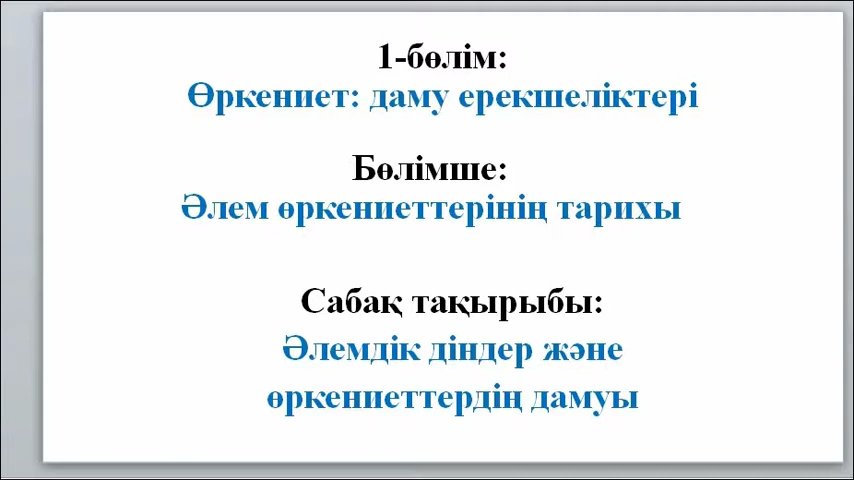 1-бөлім:
Өркениет: даму ерекшеліктері
Бөлімше:
Әлем өркениеттерінің тарихы
Сабақ тақырыбы:
Әлемдік діндер және
өркениеттердің дамуы